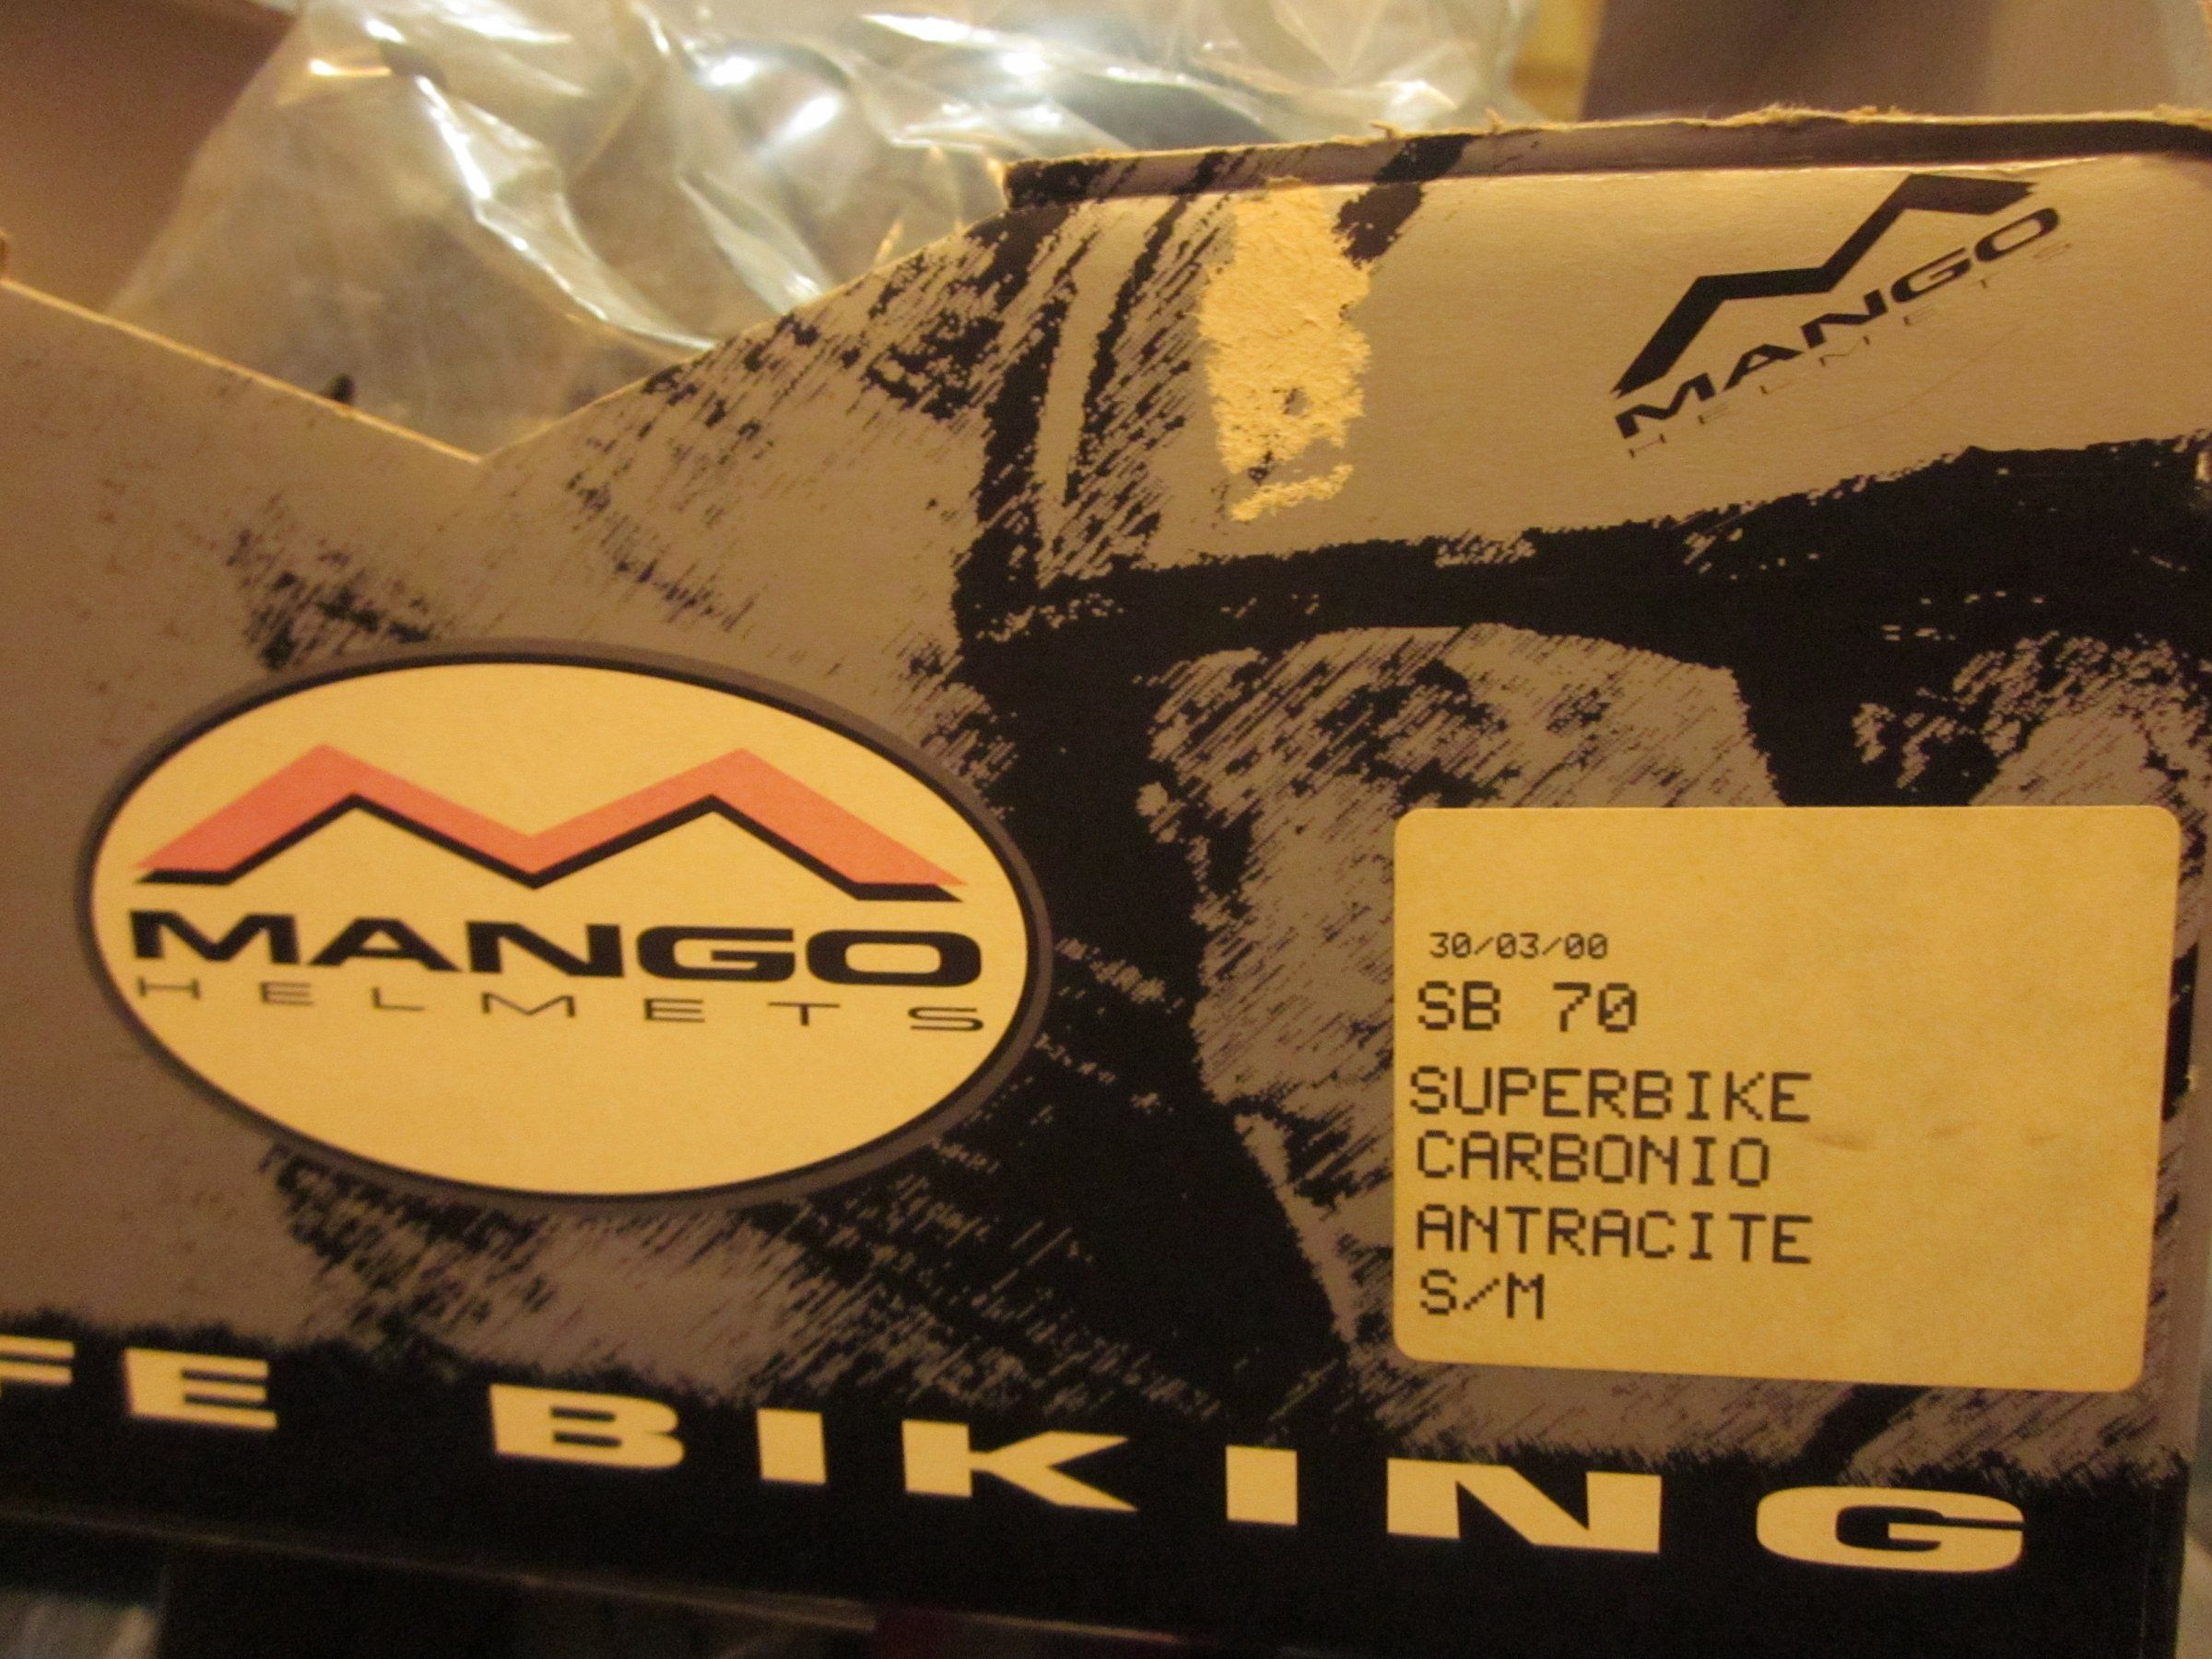 MANGO
HELMETS
MANGO
HELMETS
30/03/00
SB 70
SUPERBIKE
CARBONIO
ANTRACITE
S/M
FE BIKING